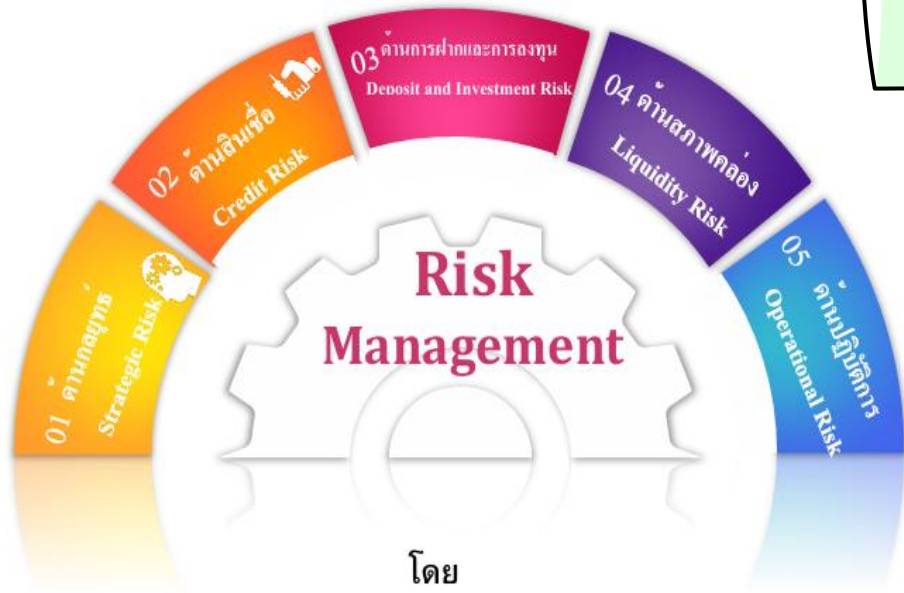 01 ด้านกลยุทธ์
Strategic Risk
02 ด้านสินเชื่อ
Credit Risk
03 ด้านการฝากและการลงทุน
Deposit and Investment Risk
04 ด้านสภาพคล่อง
Liquidity Risk
05 ด้านปฏิบัติการ
Operational Risk
Risk
Management
โดย